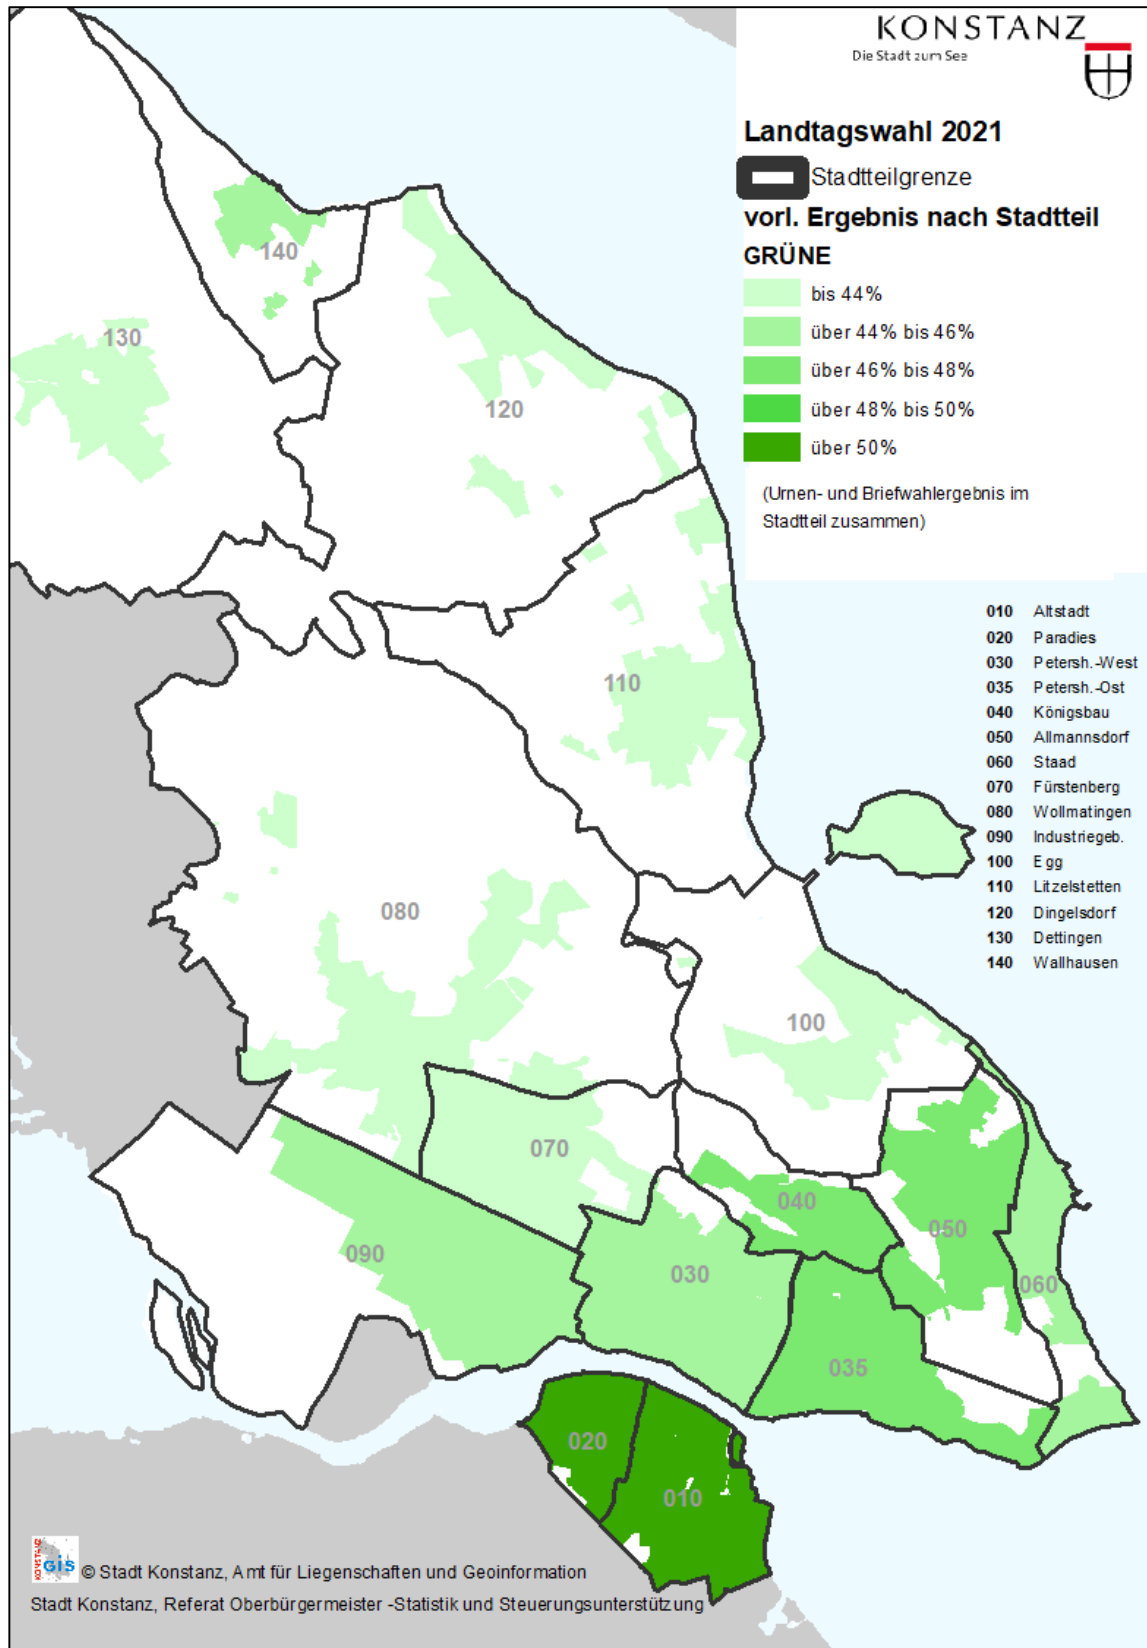 KONSTANZ
Die Stadt zum See
Landtagswahl 2021
Stadtteilgrenze
vorl. Ergebnis nach Stadtteil
GRÜNE
bis 44%
über 44% bis 46%
über 46% bis 48%
über 48% bis 50%
über 50%
(Urnen- und Briefwahlergebnis im
Stadtteil zusammen)
010 Altstadt
020 Paradies
030 Petersh.-West
035 Petersh.-Ost
040 Königsbau
050 Allmannsdorf
060 Staad
070 Fürstenberg
080 Wollmatingen
090 Industriegeb.
100 Egg
110 Litzelstetten
120 Dingelsdorf
130 Dettingen
140 Wallhausen
140
130
120
110
080
100
070
040
050
090
030
060
035
020
010
KONSTANZ
GIS
© Stadt Konstanz, Amt für Liegenschaften und Geoinformation
Stadt Konstanz, Referat Oberbürgermeister -Statistik und Steuerungsunterstützung